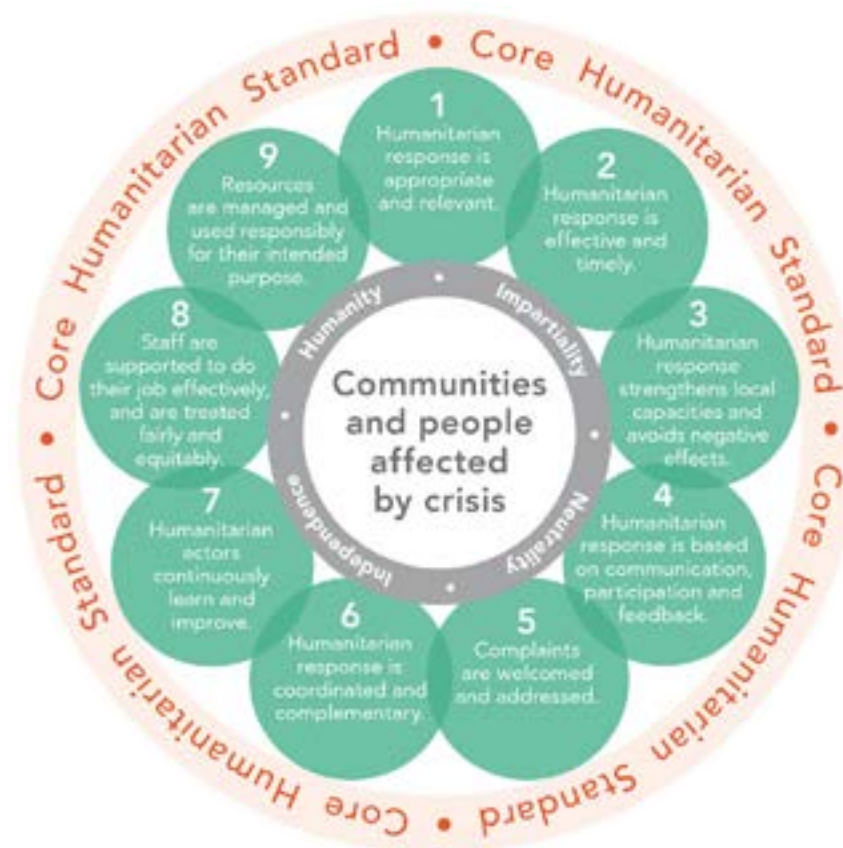 Core Humanitarian Standard • Core Humanitarian Standard • Core Humanitarian Standard • Core Humanitarian Standard • Core Humanitarian Standard •
1
Humanitarian
response is
appropriate
and relevant.
2
Humanitarian
response is
effective and
timely.
3
Humanitarian
response
strengthens local
capacities and
avoids negative
effects.
4
Humanitarian
response is based
on communication,
participation and
feedback.
5
Complaints
are welcomed
and addressed.
6
Humanitarian
response is
coordinated and
complementary.
7
Humanitarian
actors
continuously
learn and
improve.
8
Staff are
supported to do
their job effectively,
and are treated
fairly and
equitably.
9
Resources
are managed and
used responsibly
for their intended
purpose.
Humanity • Impartiality • Neutrality • Independence •
Communities
and people
affected
by crisis